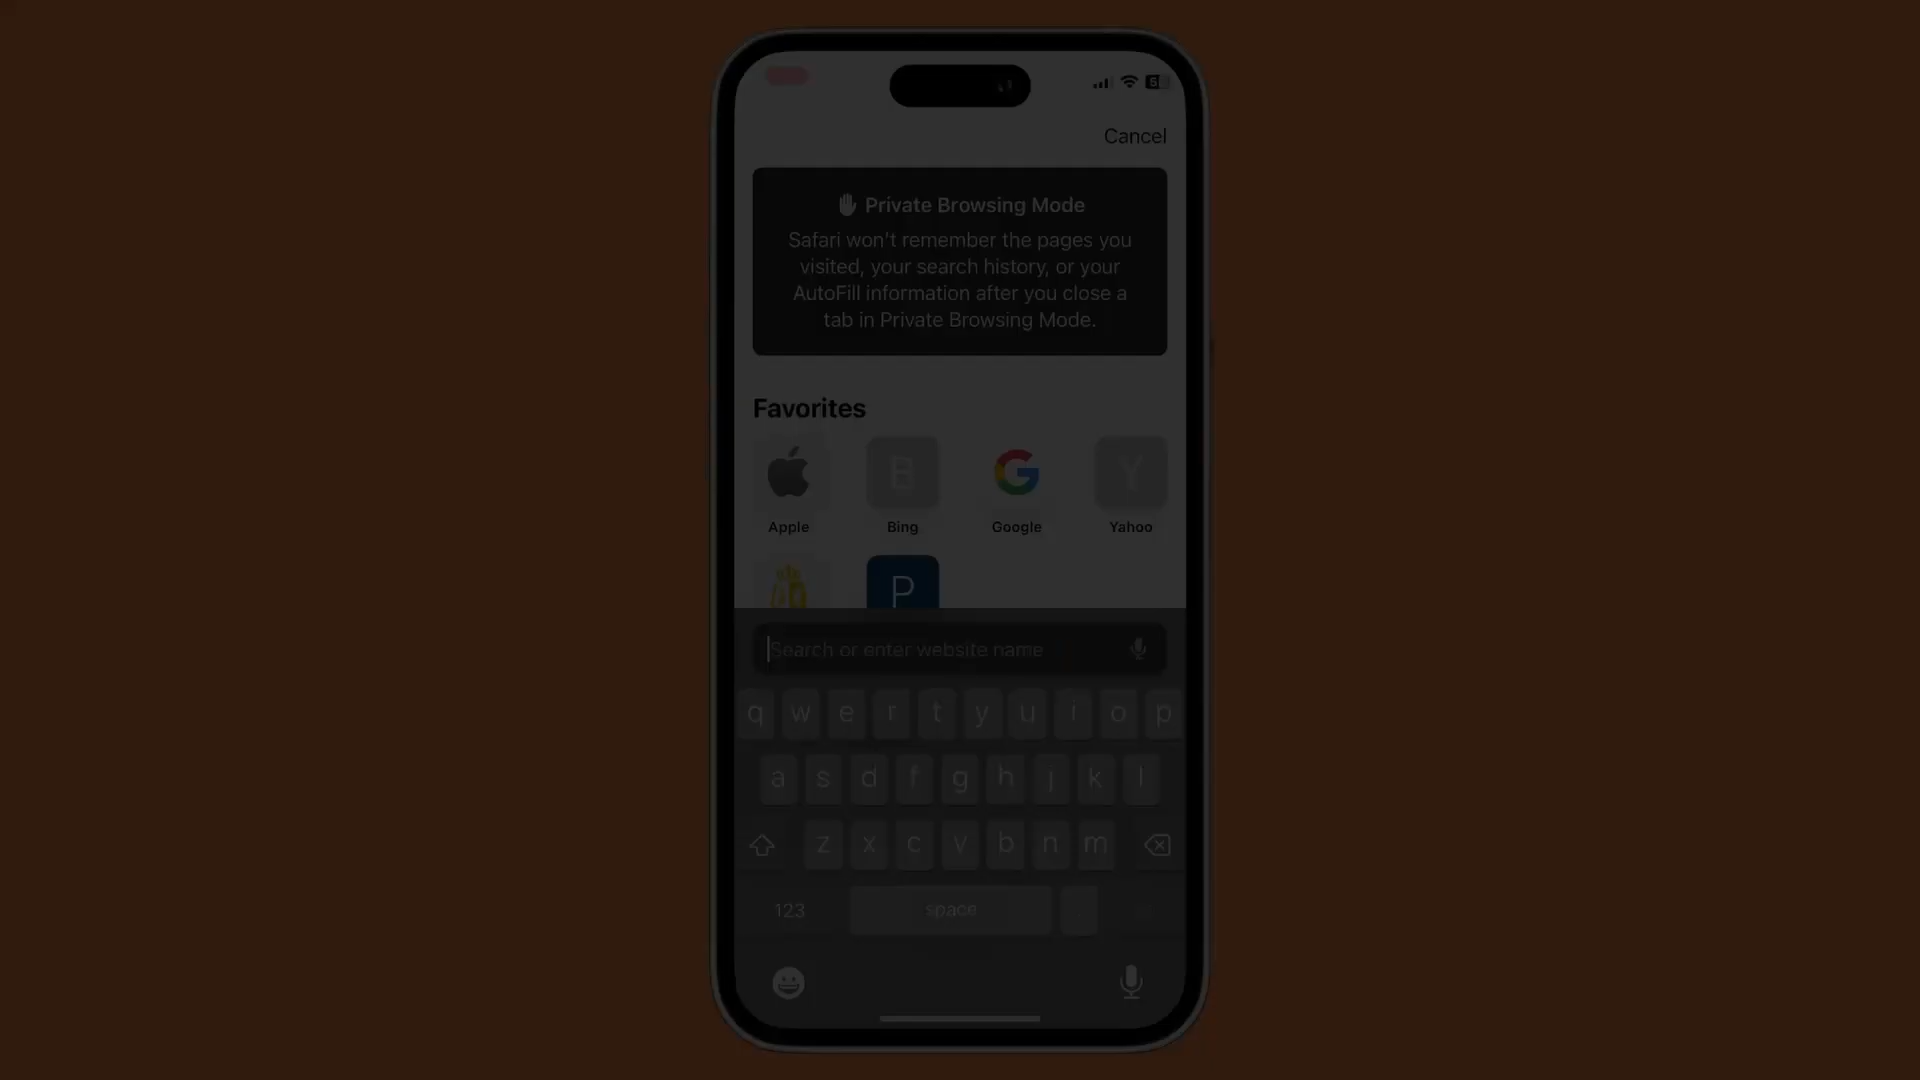 Cancel
Private Browsing Mode
Safari won't remember the pages you
visited, your search history, or your
AutoFill information after you close a
tab in Private Browsing Mode.
Favorites
B Y
Apple Bing Google Yahoo
P
Search or enter website name
q w e r t y u i o p
a s d f g h j k l
z x c v b n m
123 space .